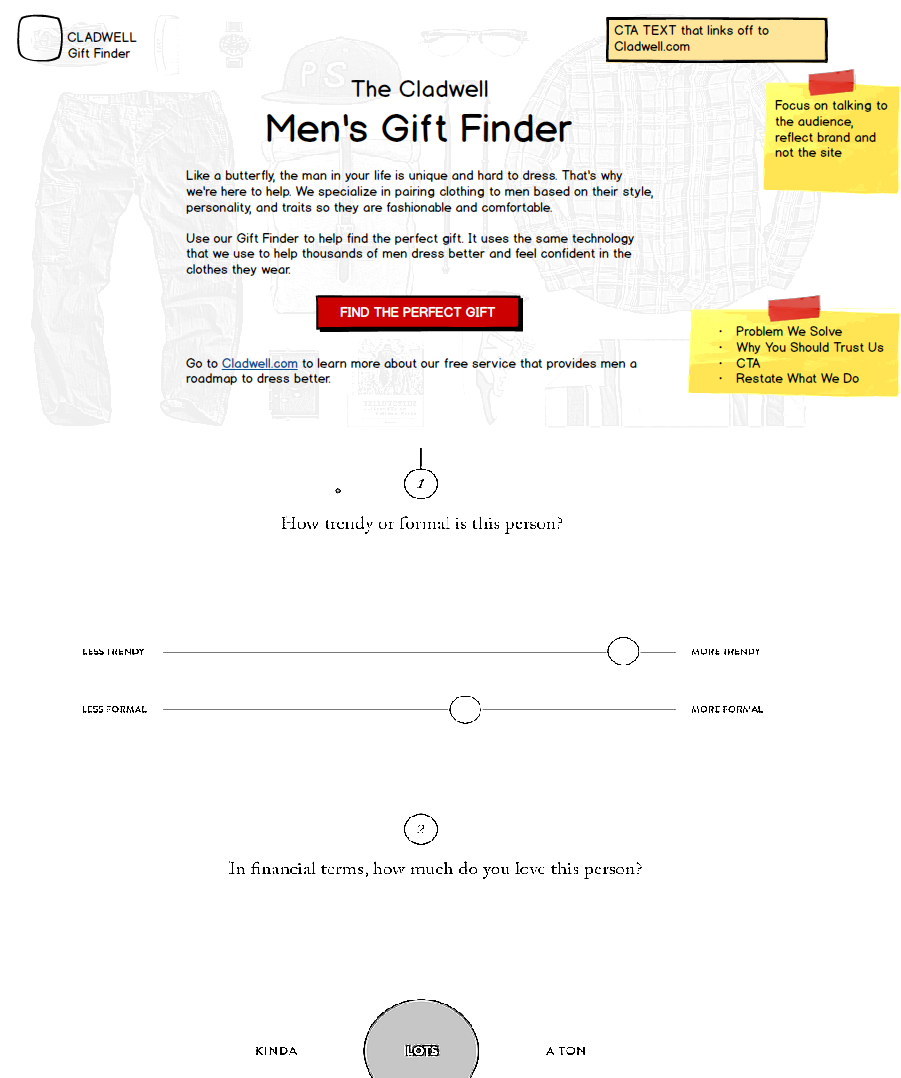 CLADWELL
Gift Finder
CTA TEXT that links off to
Cladwell.com
PS
The Cladwell
Men's Gift Finder
Focus on talking to
the audience,
reflect brand and
not the site
Like a butterfly, the man in your life is unique and hard to dress. That's why
we're here to help. We specialize in pairing clothing to men based on their style,
personality, and traits so they are fashionable and comfortable.
Use our Gift Finder to help find the perfect gift. It uses the same technology
that we use to help thousands of men dress better and feel confident in the
clothes they wear.
FIND THE PERFECT GIFT
• Problem We Solve
• Why You Should Trust Us
• CTA
• Restate What We Do
Go to Cladwell.com to learn more about our free service that provides men a
roadmap to dress better.
1
How trendy or formal is this person?
LESS TRENDY MORE TRENDY
LESS FORMAL MORE FORMAL
2
In financial terms, how much do you love this person?
KINDA LOTS A TON